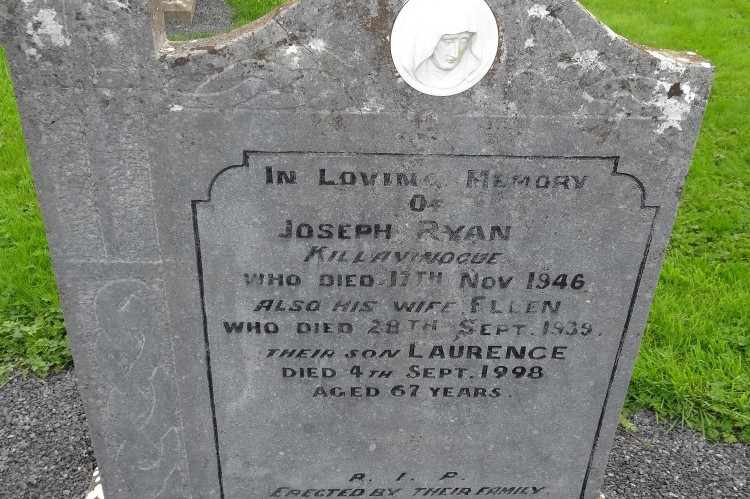 IN LOVING MEMORY
OF
JOSEPH RYAN
KILLAVINOGUE
WHO DIED 17TH NOV 1946
ALSO HIS WIFE ELLEN
WHO DIED 28TH SEPT. 1939.
THEIR SON LAURENCE
DIED 4TH SEPT. 1998
AGED 67 YEARS.
R. I. P.
ERECTED BY THEIR FAMILY